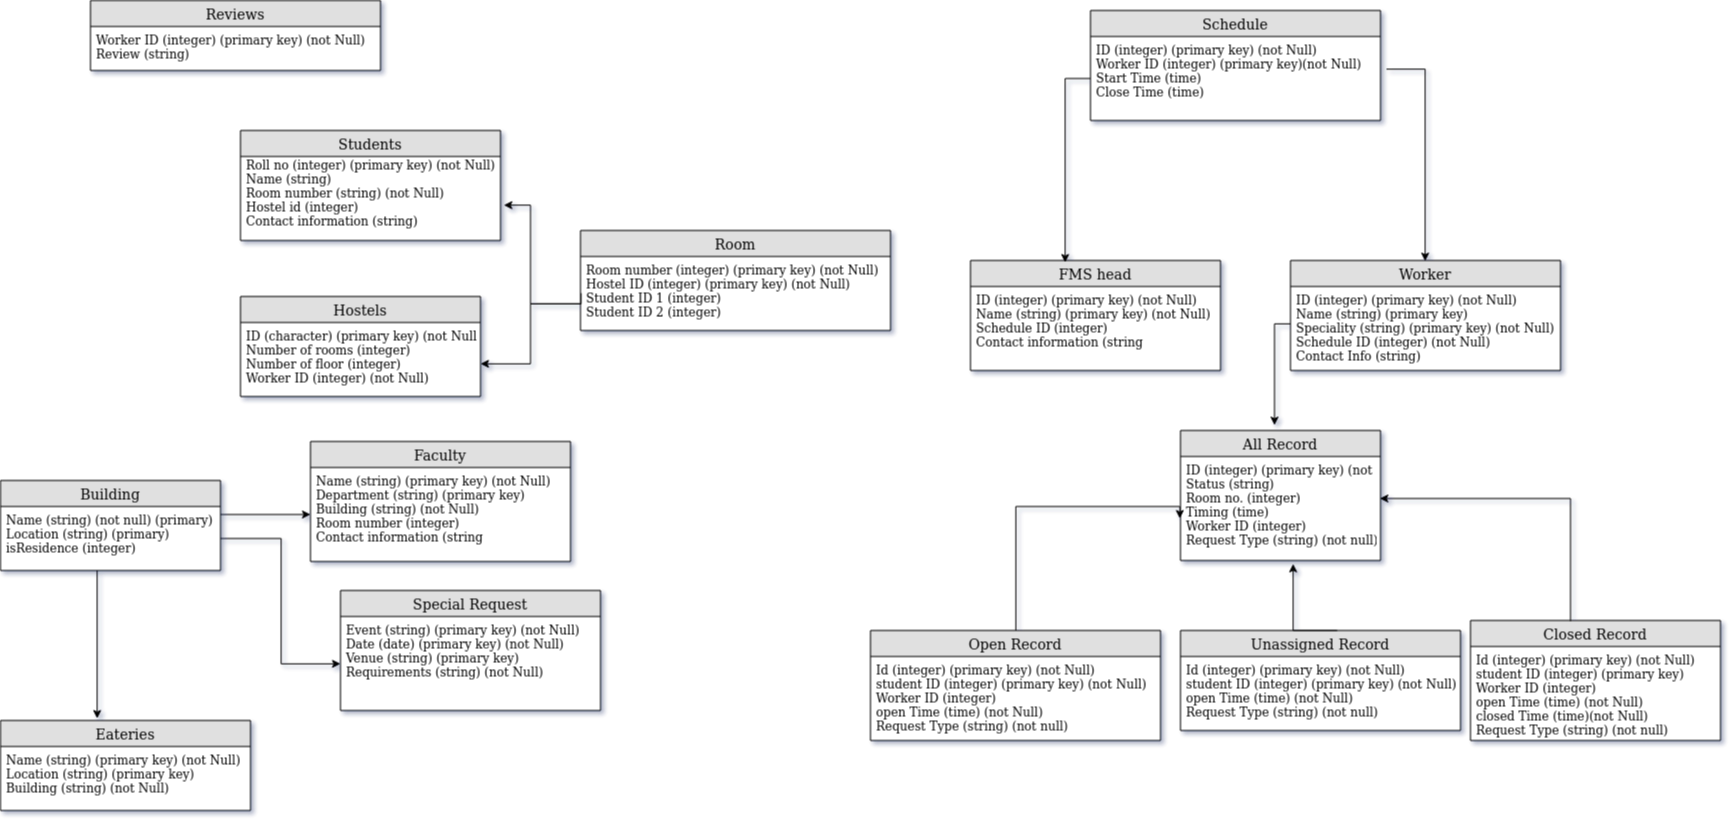 Reviews
Worker ID (integer) (primary key) (not Null)
Review (string)
Schedule
ID (integer) (primary key) (not Null)
Worker ID (integer) (primary key)(not Null)
Start Time (time)
Close Time (time)
Students
Roll no (integer) (primary key) (not Null)
Name (string)
Room number (string) (not Null)
Hostel id (integer)
Contact information (string)
Room
Room number (integer) (primary key) (not Null)
Hostel ID (integer) (primary key) (not Null)
Student ID 1 (integer)
Student ID 2 (integer)
Hostels
ID (character) (primary key) (not Null
Number of rooms (integer)
Number of floor (integer)
Worker ID (integer) (not Null)
FMS head
ID (integer) (primary key) (not Null)
Name (string) (primary key) (not Null)
Schedule ID (integer)
Contact information (string
Worker
ID (integer) (primary key) (not Null)
Name (string) (primary key)
Speciality (string) (primary key) (not Null)
Schedule ID (integer) (not Null)
Contact Info (string)
Faculty
Name (string) (primary key) (not Null)
Department (string) (primary key)
Building (string) (not Null)
Room number (integer)
Contact information (string
Building
Name (string) (not null) (primary)
Location (string) (primary)
isResidence (integer)
All Record
ID (integer) (primary key) (not
Status (string)
Room no. (integer)
Timing (time)
Worker ID (integer)
Request Type (string) (not null)
Special Request
Event (string) (primary key) (not Null)
Date (date) (primary key) (not Null)
Venue (string) (primary key)
Requirements (string) (not Null)
Eateries
Name (string) (primary key) (not Null)
Location (string) (primary key)
Building (string) (not Null)
Open Record
Id (integer) (primary key) (not Null)
student ID (integer) (primary key) (not Null)
Worker ID (integer)
open Time (time) (not Null)
Request Type (string) (not null)
Unassigned Record
Id (integer) (primary key) (not Null)
student ID (integer) (primary key) (not Null)
open Time (time) (not Null)
Request Type (string) (not null)
Closed Record
Id (integer) (primary key) (not Null)
student ID (integer) (primary key)
Worker ID (integer)
open Time (time) (not Null)
closed Time (time)(not Null)
Request Type (string) (not null)